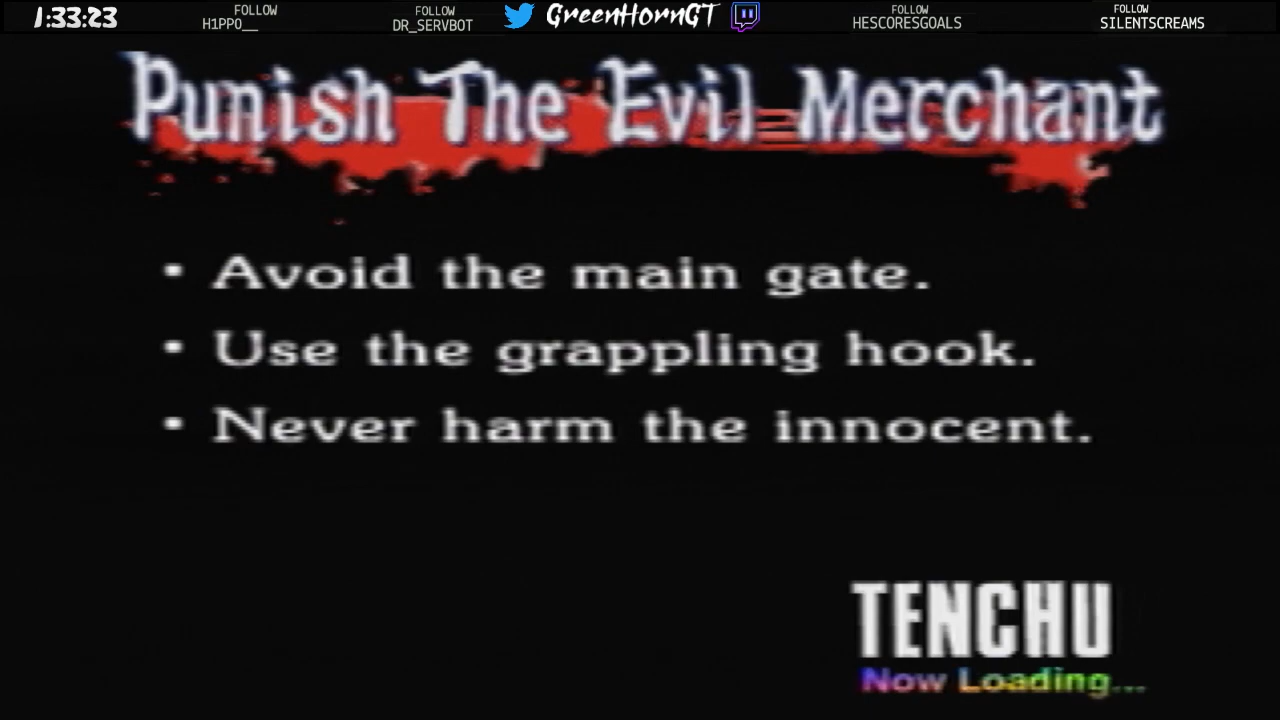 1:33:23
FOLLOW
H1PPO__
FOLLOW
DR_SERVBOT
GreenHornGT
FOLLOW
HESCORESGOALS
FOLLOW
SILENTSCREAMS
Punish The Evil Merchant
• Avoid the main gate.
• Use the grappling hook.
• Never harm the innocent.
TENCHU
Now Loading...